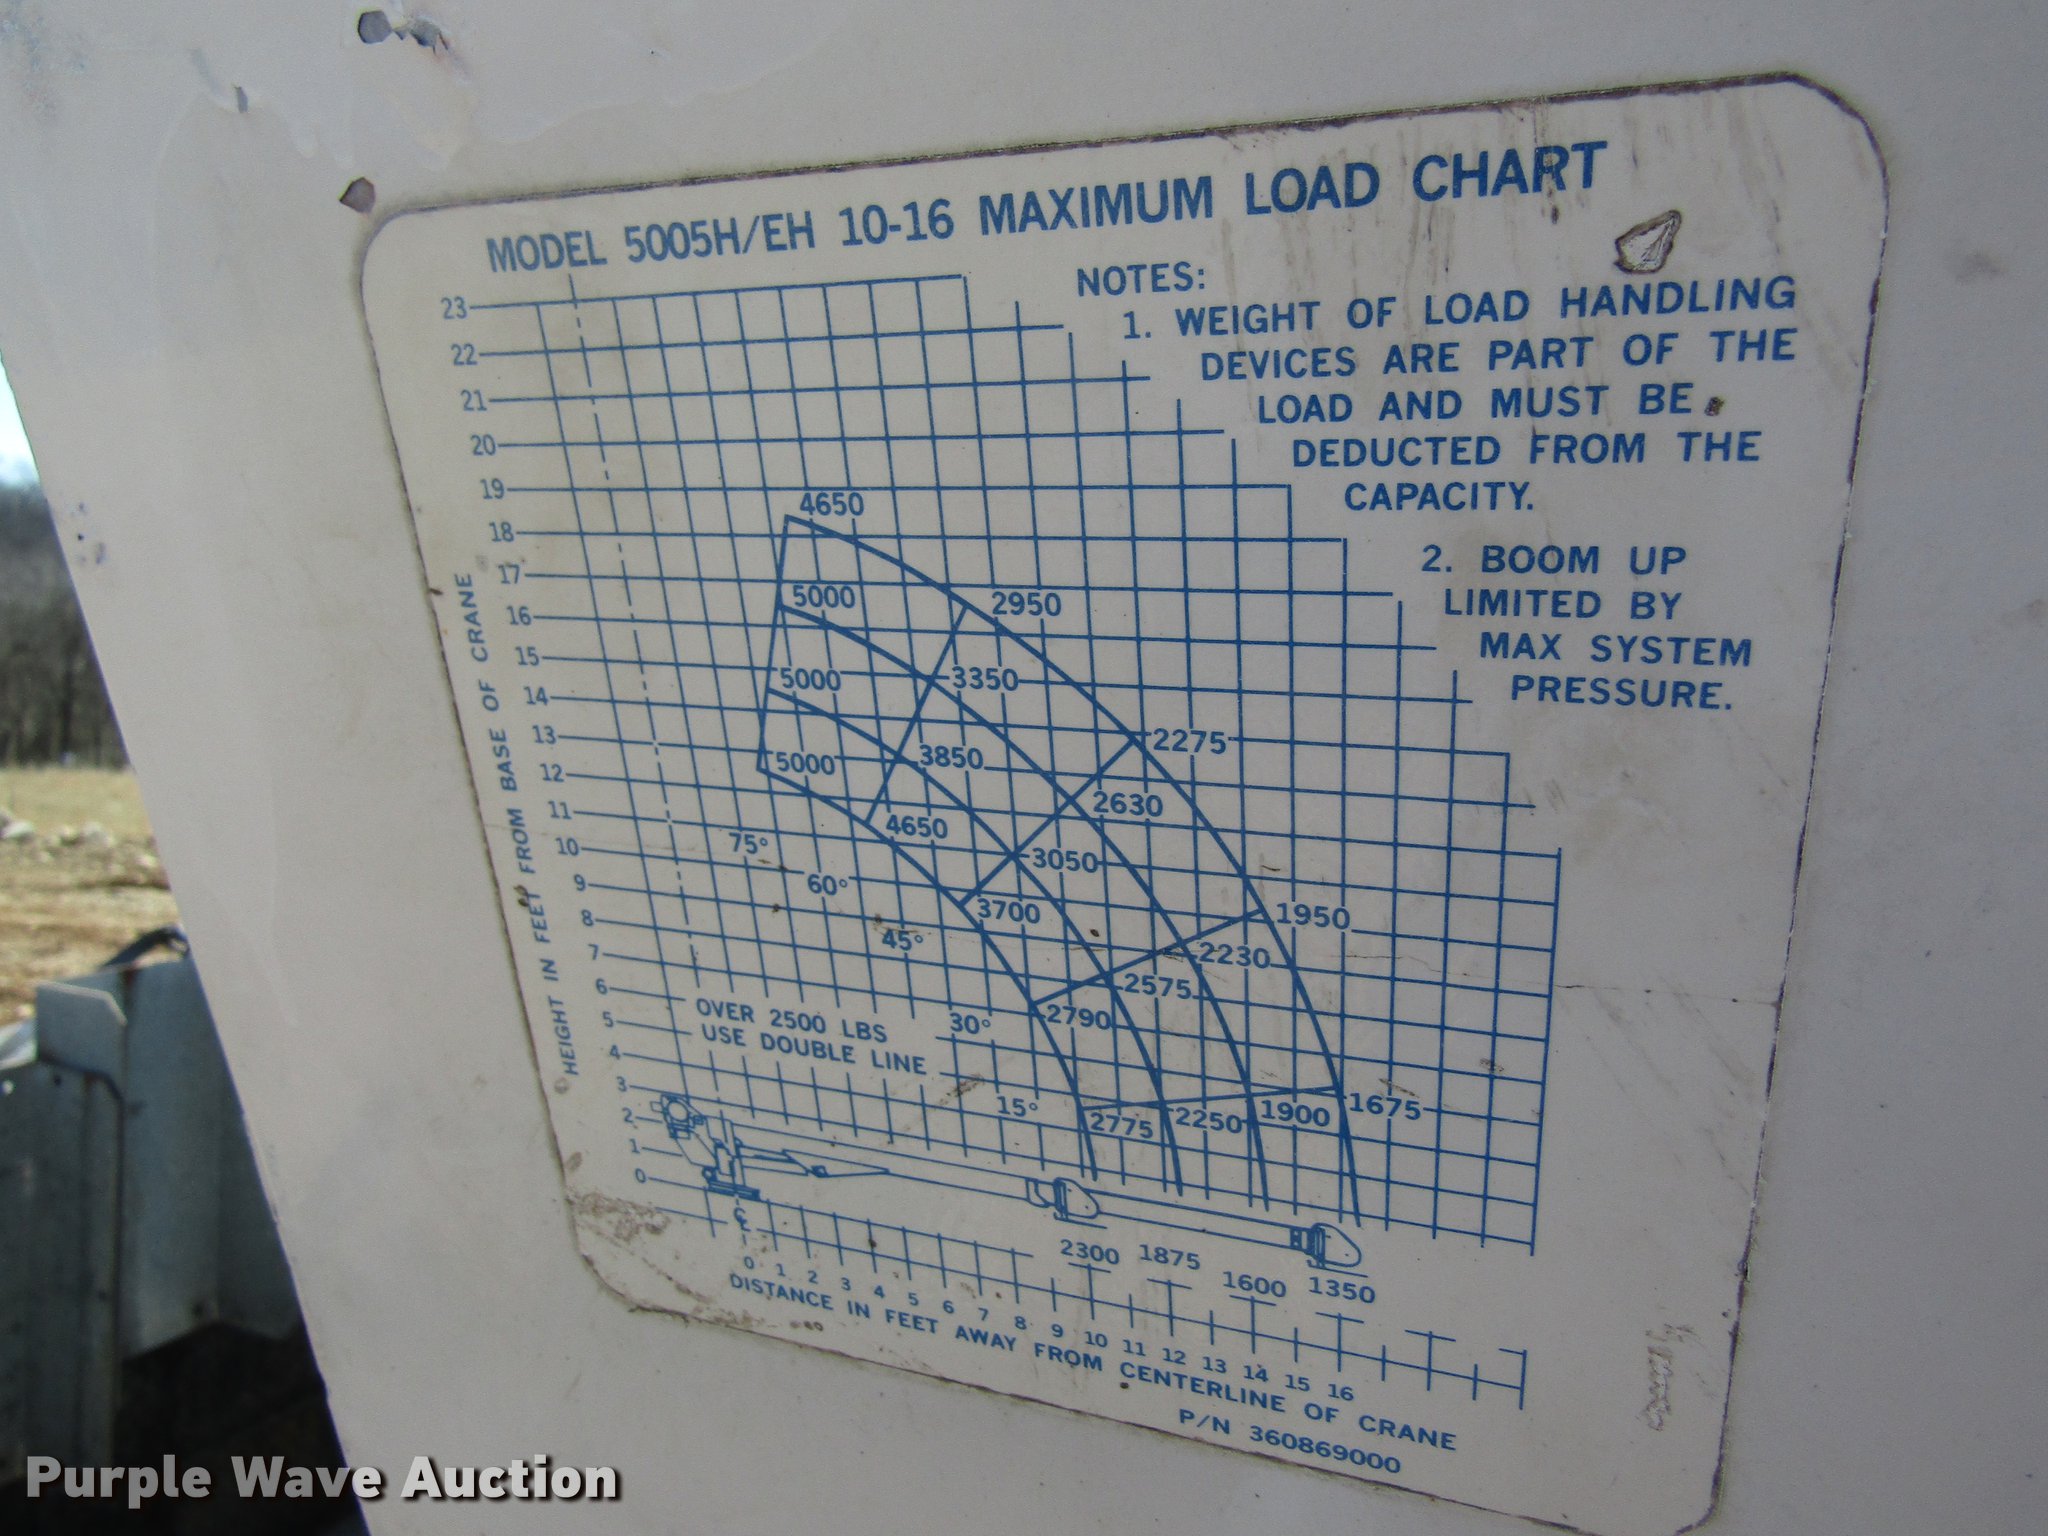 MODEL 5005H/EH 10-16 MAXIMUM LOAD CHART
NOTES:
1. WEIGHT OF LOAD HANDLING
DEVICES ARE PART OF THE
LOAD AND MUST BE
DEDUCTED FROM THE
CAPACITY.
2. BOOM UP
LIMITED BY
MAX SYSTEM
PRESSURE.
HEIGHT IN FEET FROM BASE OF CRANE
23
22
21
20
19
18
17
16
15
14
13
12
11
10
9
8
7
6
5
4
3
2
1
0
4650
5000 2950
5000 3350
5000 3850 2275
4650 2630
75°
60° 3050
3700 1950
45° 2230
2575
30° 2790
OVER 2500 LBS
USE DOUBLE LINE
15° 2775 2250 1900 1675
2300 1875 1600 1350
℄
0 1 2 3 4 5 6 7 8 9 10 11 12 13 14 15 16
DISTANCE IN FEET AWAY FROM CENTERLINE OF CRANE
P/N 360869000
Purple Wave Auction